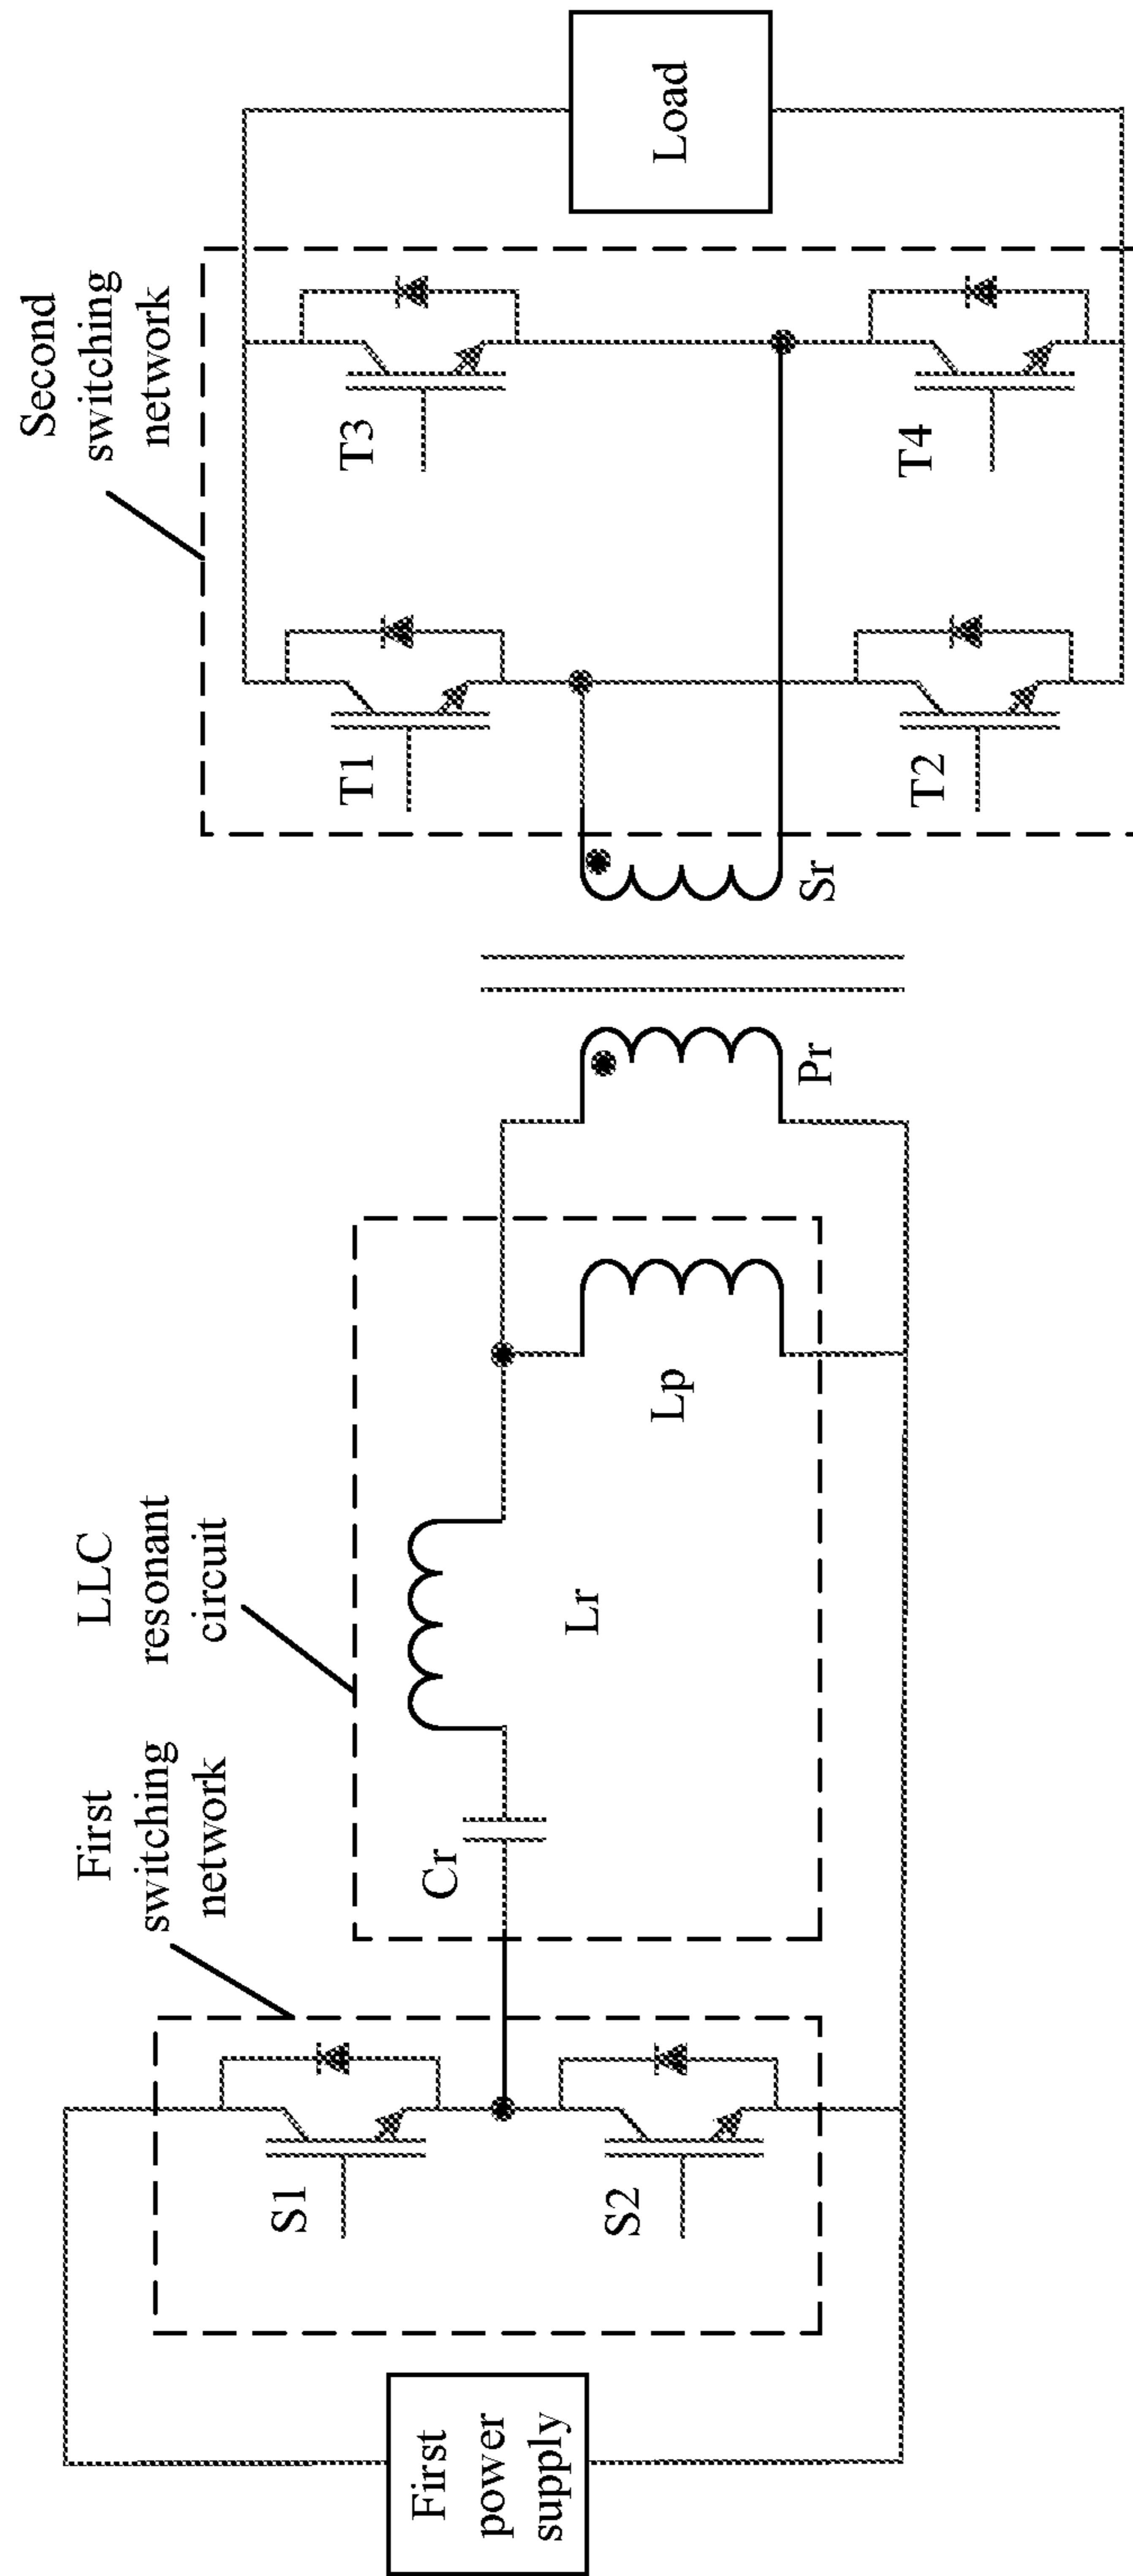 First
power
supply
First
switching
network
S1
S2
LLC
resonant
circuit
Cr
Lr
Lp
Pr
Sr
Second
switching
network
T1
T2
T3
T4
Load